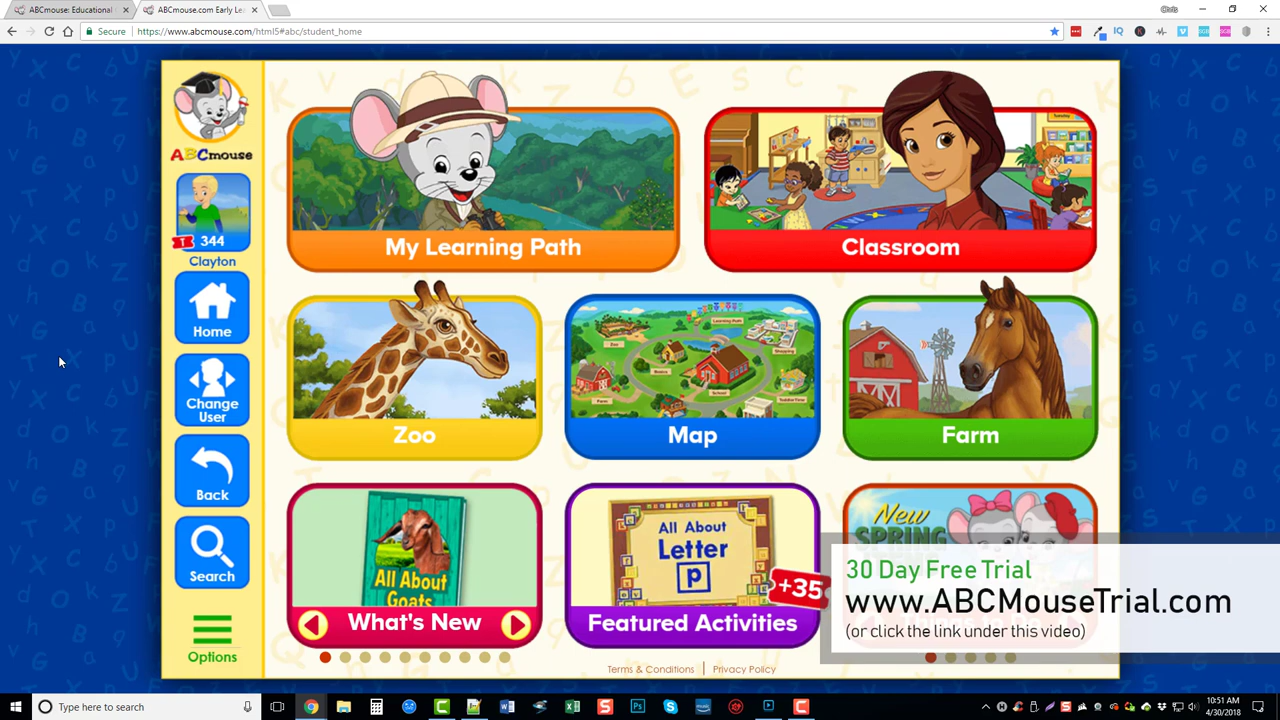 ABCmouse: Educational
ABCmouse.com Early Lea
Chris
Secure
https://www.abcmouse.com/html5#abc/student_home
ABCmouse
T 344
Clayton
Home
Change
User
Back
Search
Options
My Learning Path
Classroom
Zoo
Map
Farm
All About
Goats
What's New
All About
Letter
p
+35
Featured Activities
New
SPRING
30 Day Free Trial
www.ABCMouseTrial.com
(or click the link under this video)
Terms & Conditions
Privacy Policy
Type here to search
10:51 AM
4/30/2018